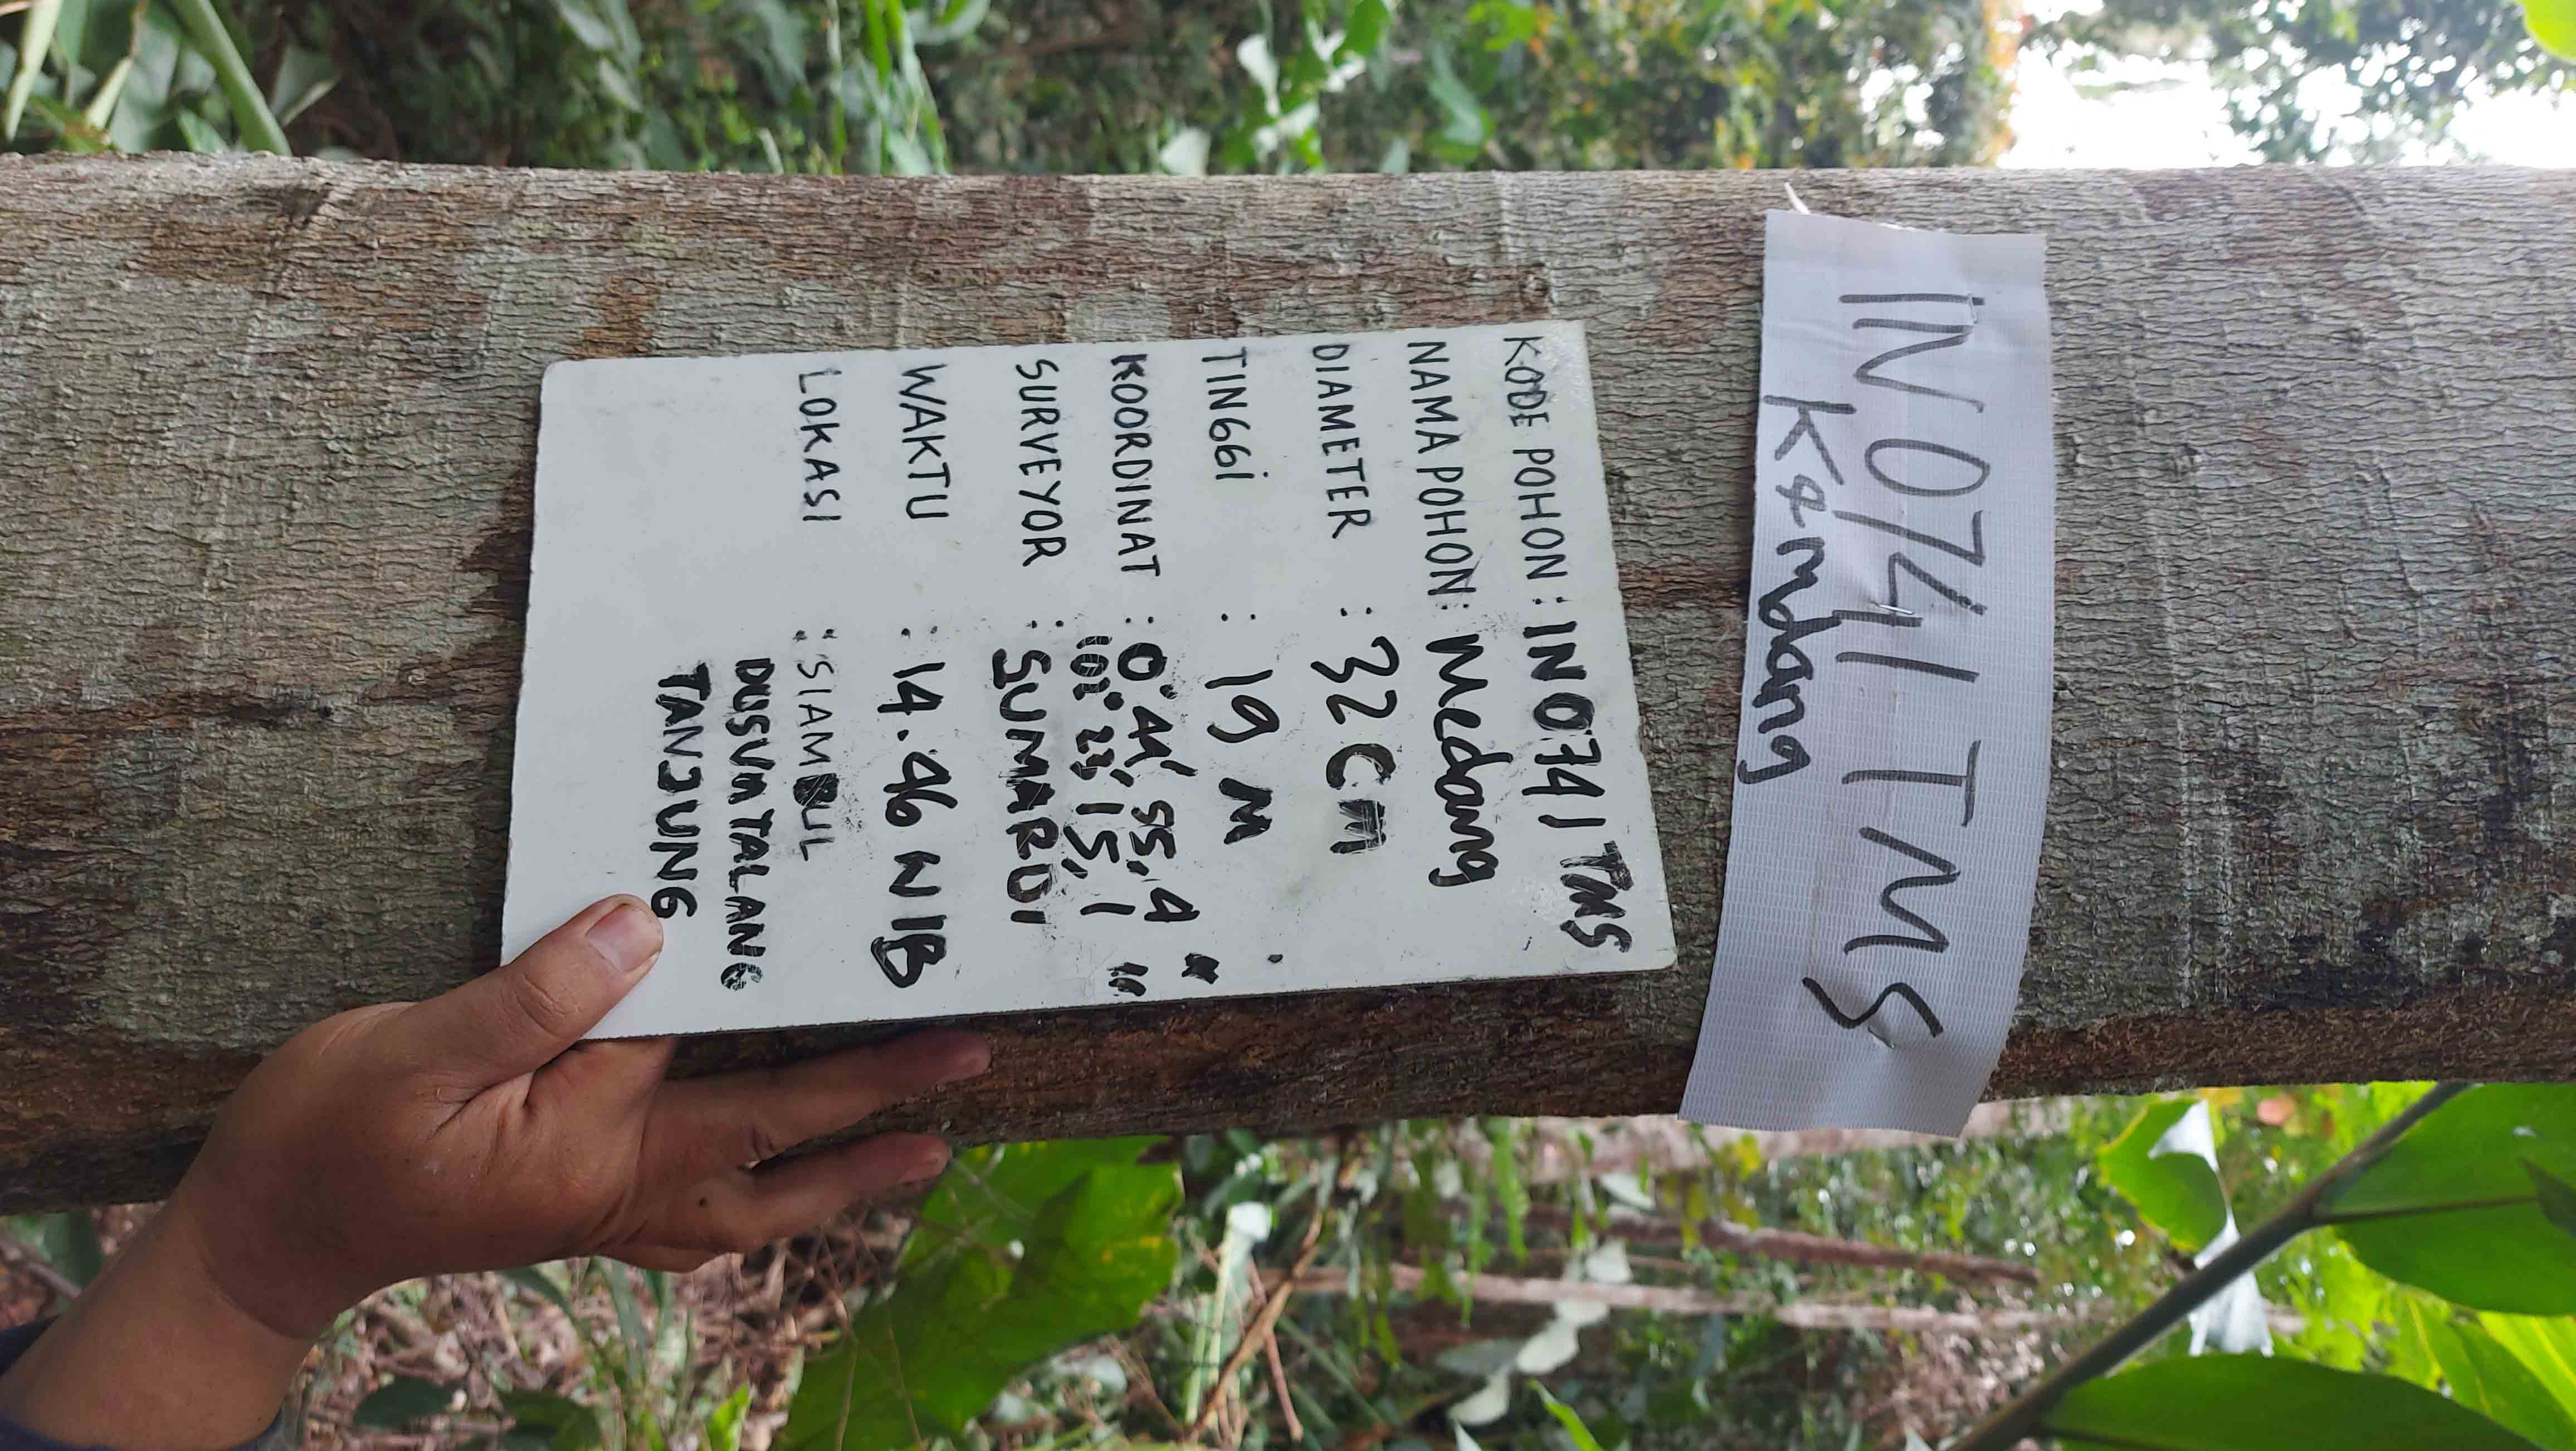 IN 0741 TMS
Kemdang
KODE POHON : IN 0741 TMS
NAMA POHON : Medang
DIAMETER : 32 CM
TINGGi : 19 M
KOORDINAT : 0° 44', 55,4 "
102° 23' 15,1 "
SURVEYOR : SUMARDI
WAKTU : 14.46 WIB
LOKASI : SIAMBUL
DUSUN TALANG
TANJUNG